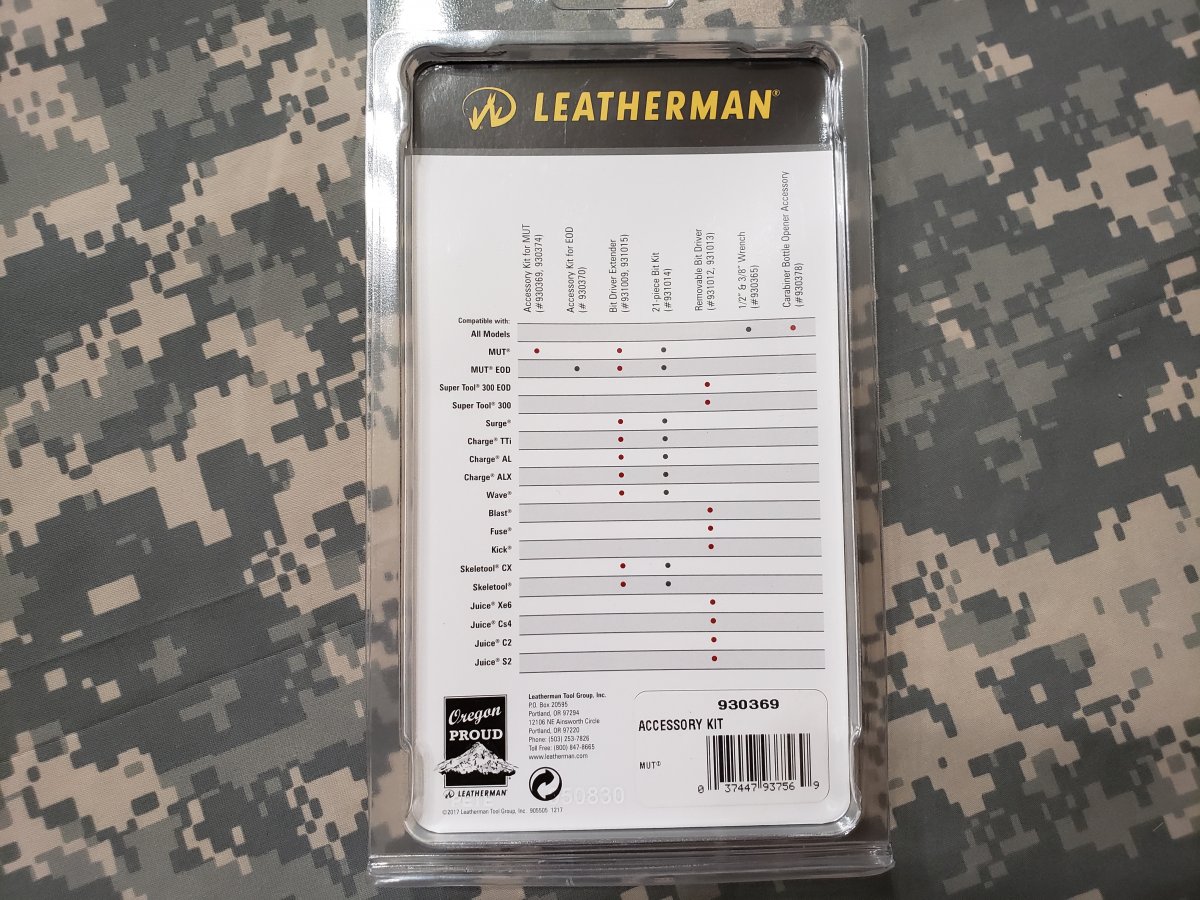 LEATHERMAN®
Accessory Kit for MUT
(#930369, 930374)
Accessory Kit for EOD
(# 930370)
Bit Driver Extender
(#931009, 931015)
21-piece Bit Kit
(#931014)
Removable Bit Driver
(#931012, 931013)
1/2" & 3/8" Wrench
(#930365)
Carabiner Bottle Opener Accessory
(#930378)
Compatible with:
All Models
MUT®
MUT® EOD
Super Tool® 300 EOD
Super Tool® 300
Surge®
Charge® TTi
Charge® AL
Charge® ALX
Wave®
Blast®
Fuse®
Kick®
Skeletool® CX
Skeletool®
Juice® Xe6
Juice® Cs4
Juice® C2
Juice® S2
Oregon
PROUD
LEATHERMAN®
Leatherman Tool Group, Inc.
P.O. Box 20595
Portland, OR 97294
12106 NE Ainsworth Circle
Portland, OR 97220
Phone: (503) 253-7826
Toll Free: (800) 847-8665
www.leatherman.com
©2017 Leatherman Tool Group, Inc. 905505 1217
930369
ACCESSORY KIT
MUT®
0 37447 93756 9